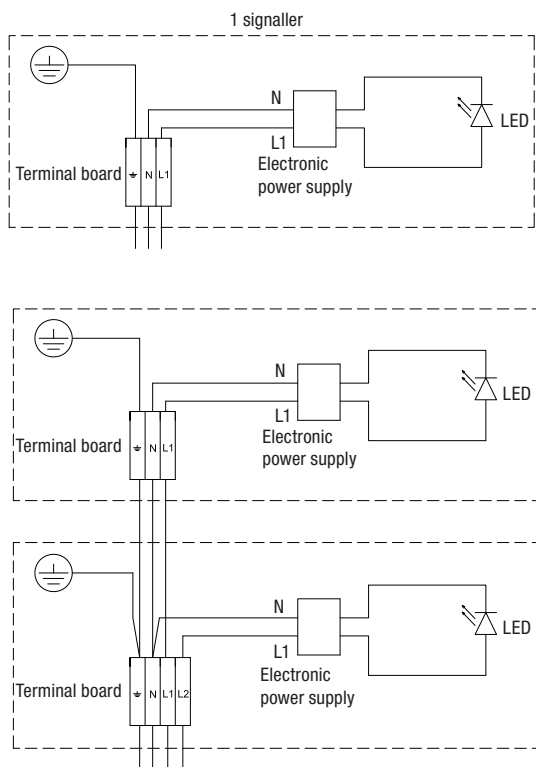 1 signaller
N
LED
L1
Terminal board
N
L1
Electronic
power supply
N
LED
L1
Terminal board
N
L1
Electronic
power supply
N
LED
L1
Terminal board
N
L1
L2
Electronic
power supply